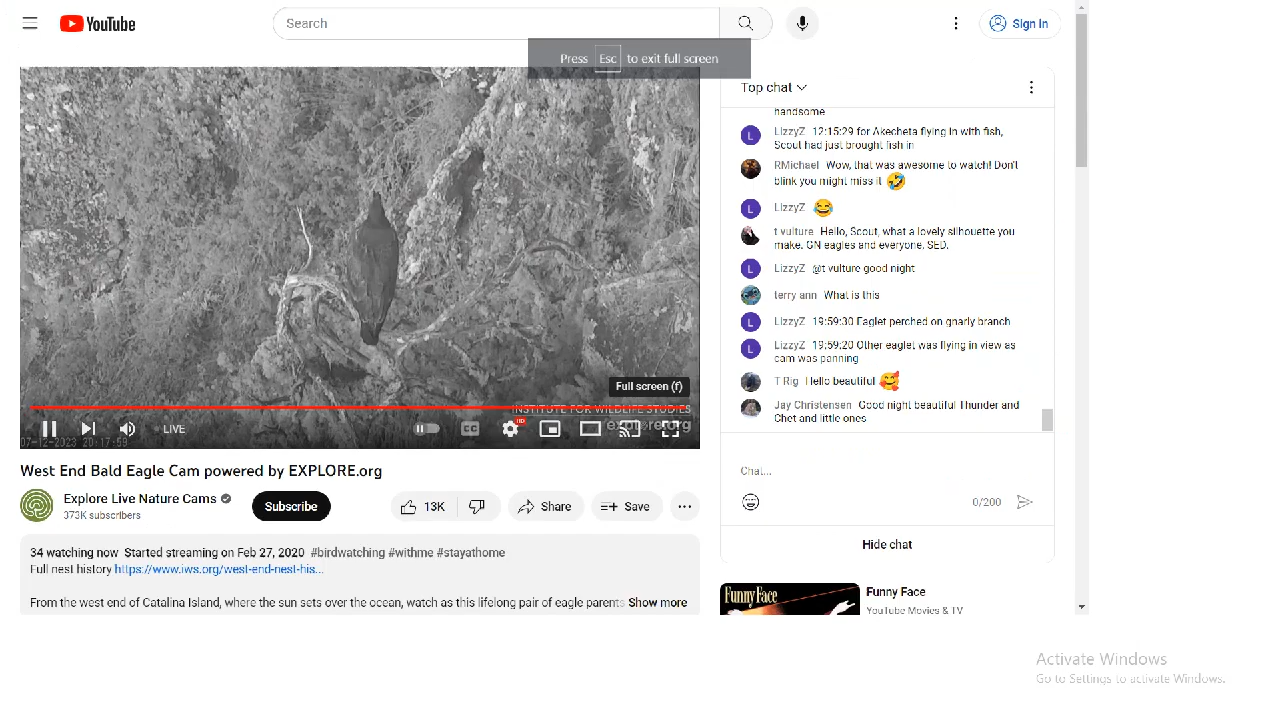 YouTube
Search
Sign in
Press Esc to exit full screen
Top chat
handsome
LizzyZ 12:15:29 for Akecheta flying in with fish,
Scout had just brought fish in
RMichael Wow, that was awesome to watch! Don't
blink you might miss it 🤣
LizzyZ 😂
t vulture Hello, Scout, what a lovely silhouette you
make. GN eagles and everyone. SED.
LizzyZ @t vulture good night
terry ann What is this
LizzyZ 19:59:30 Eaglet perched on gnarly branch
LizzyZ 19:59:20 Other eaglet was flying in view as
cam was panning
T Rig Hello beautiful 🥰
Jay Christensen Good night beautiful Thunder and
Chet and little ones
Chat...
0/200
Hide chat
Full screen (f)
INSTITUTE FOR WILDLIFE STUDIES
explore.org
LIVE
CC
HD
07-12-2023 20:17:59
West End Bald Eagle Cam powered by EXPLORE.org
Explore Live Nature Cams
373K subscribers
Subscribe
13K
Share
Save
34 watching now Started streaming on Feb 27, 2020 #birdwatching #withme #stayathome
Full nest history https://www.iws.org/west-end-nest-his...
From the west end of Catalina Island, where the sun sets over the ocean, watch as this lifelong pair of eagle parents Show more
Funny Face
Funny Face
YouTube Movies & TV
Activate Windows
Go to Settings to activate Windows.